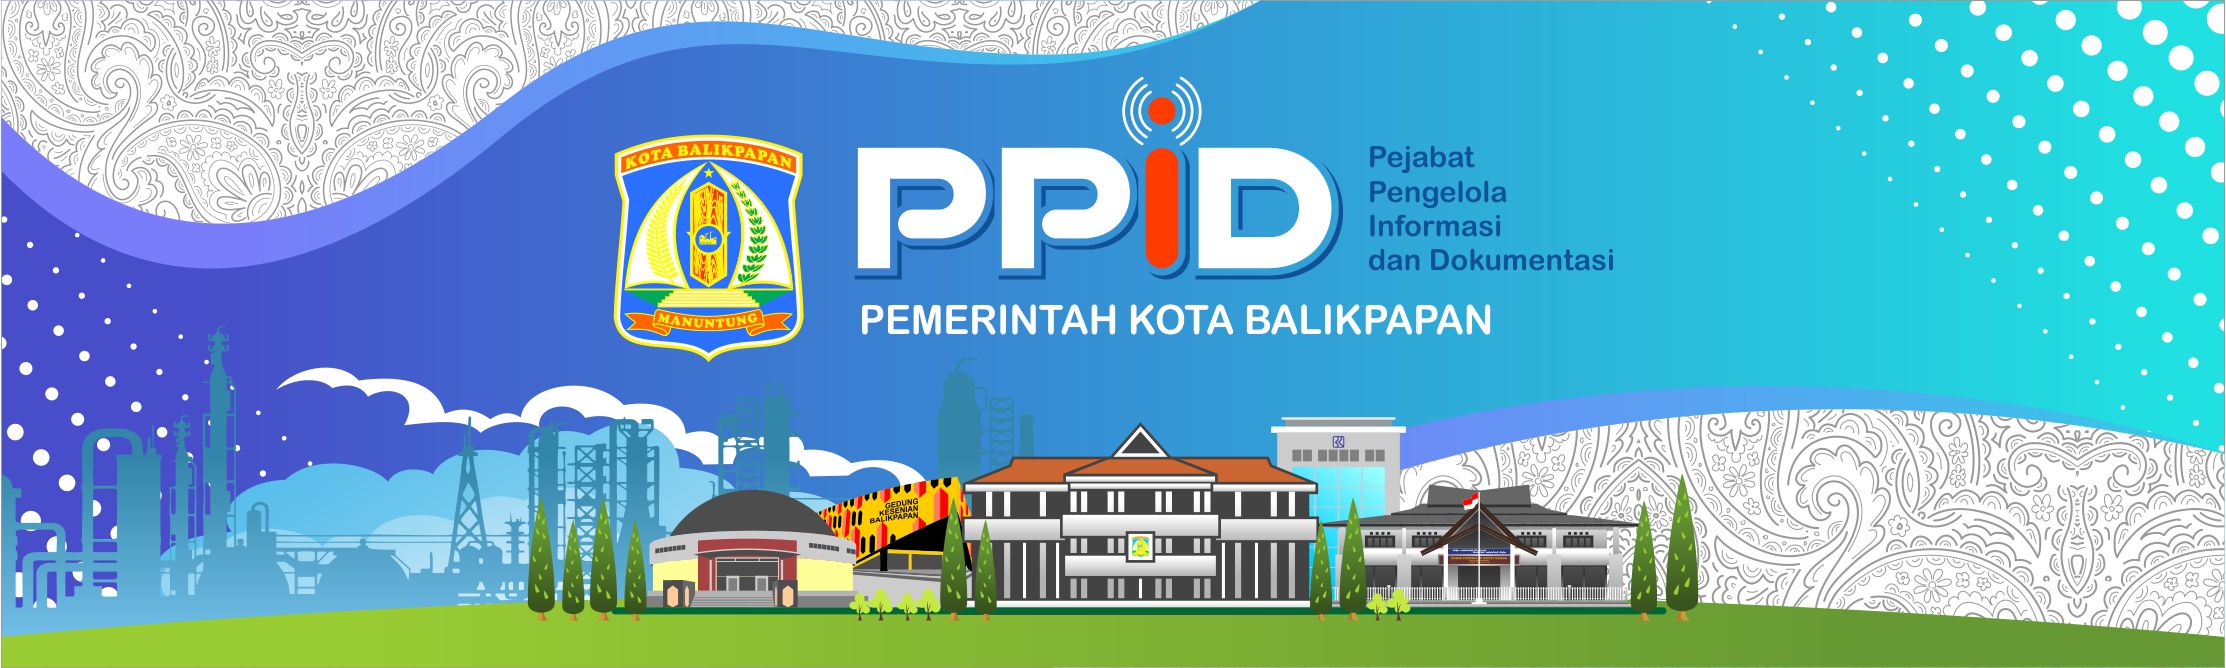 KOTA BALIKPAPAN
MANUNTUNG
PPiD
Pejabat
Pengelola
Informasi
dan Dokumentasi
PEMERINTAH KOTA BALIKPAPAN
GEDUNG
KESENIAN
BALIKPAPAN